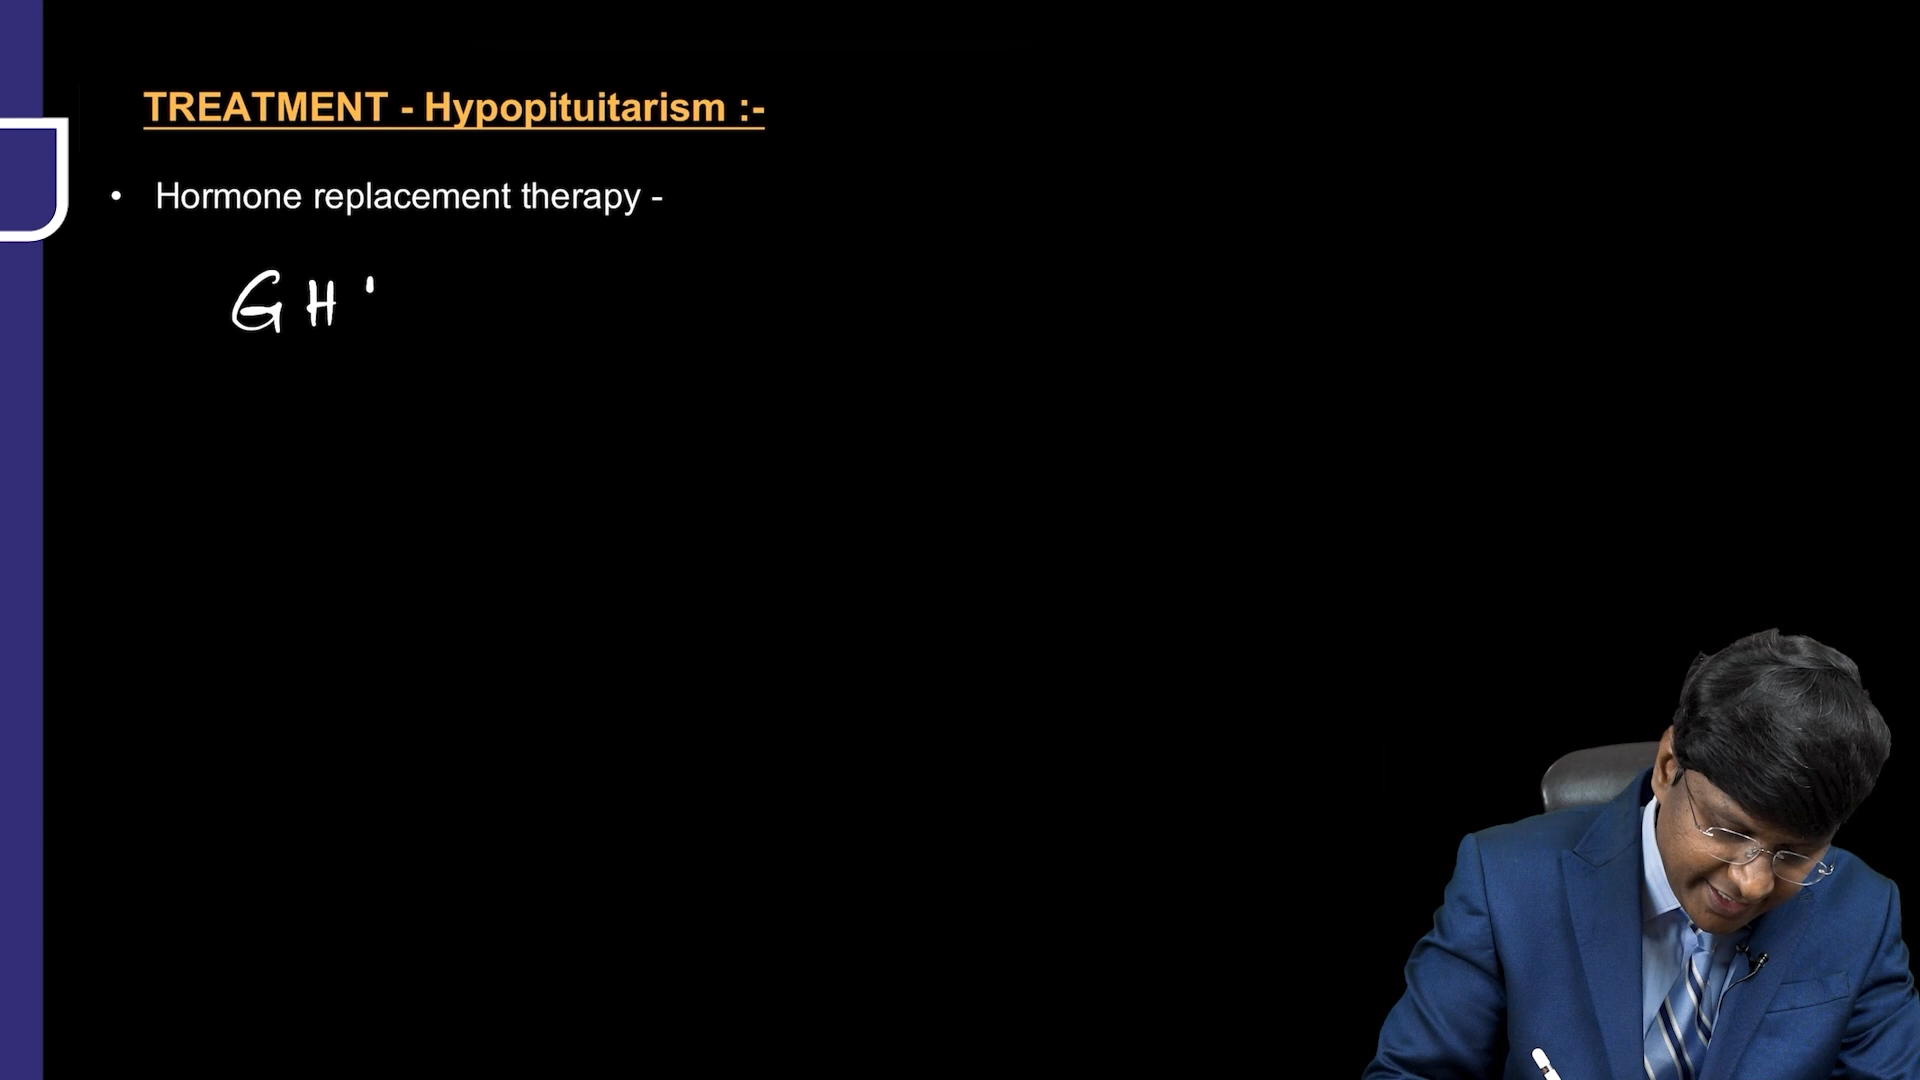 TREATMENT - Hypopituitarism :-
• Hormone replacement therapy -
GH '